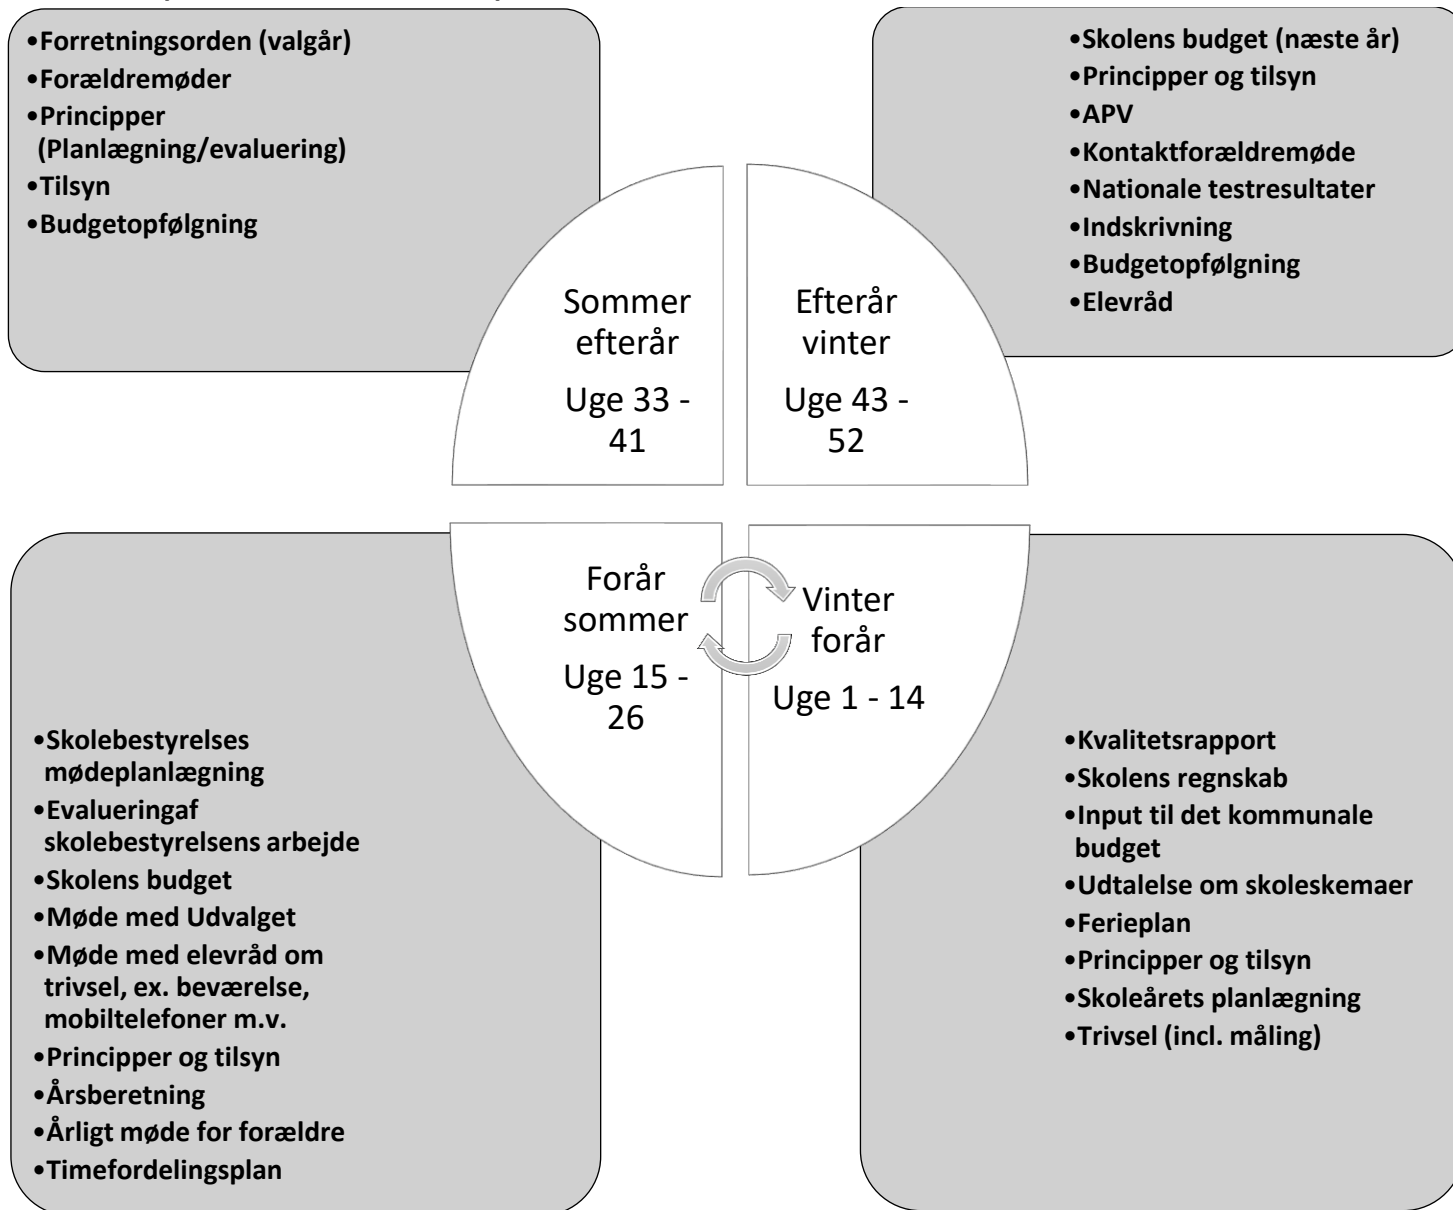 •Forretningsorden (valgår)
•Forældremøder
•Principper
(Planlægning/evaluering)
•Tilsyn
•Budgetopfølgning
•Skolens budget (næste år)
•Principper og tilsyn
•APV
•Kontaktforældremøde
•Nationale testresultater
•Indskrivning
•Budgetopfølgning
•Elevråd
Sommer
efterår
Uge 33 -
41
Efterår
vinter
Uge 43 -
52
Forår
sommer
Uge 15 -
26
Vinter
forår
Uge 1 - 14
•Skolebestyrelses
mødeplanlægning
•Evalueringaf
skolebestyrelsens arbejde
•Skolens budget
•Møde med Udvalget
•Møde med elevråd om
trivsel, ex. beværelse,
mobiltelefoner m.v.
•Principper og tilsyn
•Årsberetning
•Årligt møde for forældre
•Timefordelingsplan
•Kvalitetsrapport
•Skolens regnskab
•Input til det kommunale
budget
•Udtalelse om skoleskemaer
•Ferieplan
•Principper og tilsyn
•Skoleårets planlægning
•Trivsel (incl. måling)